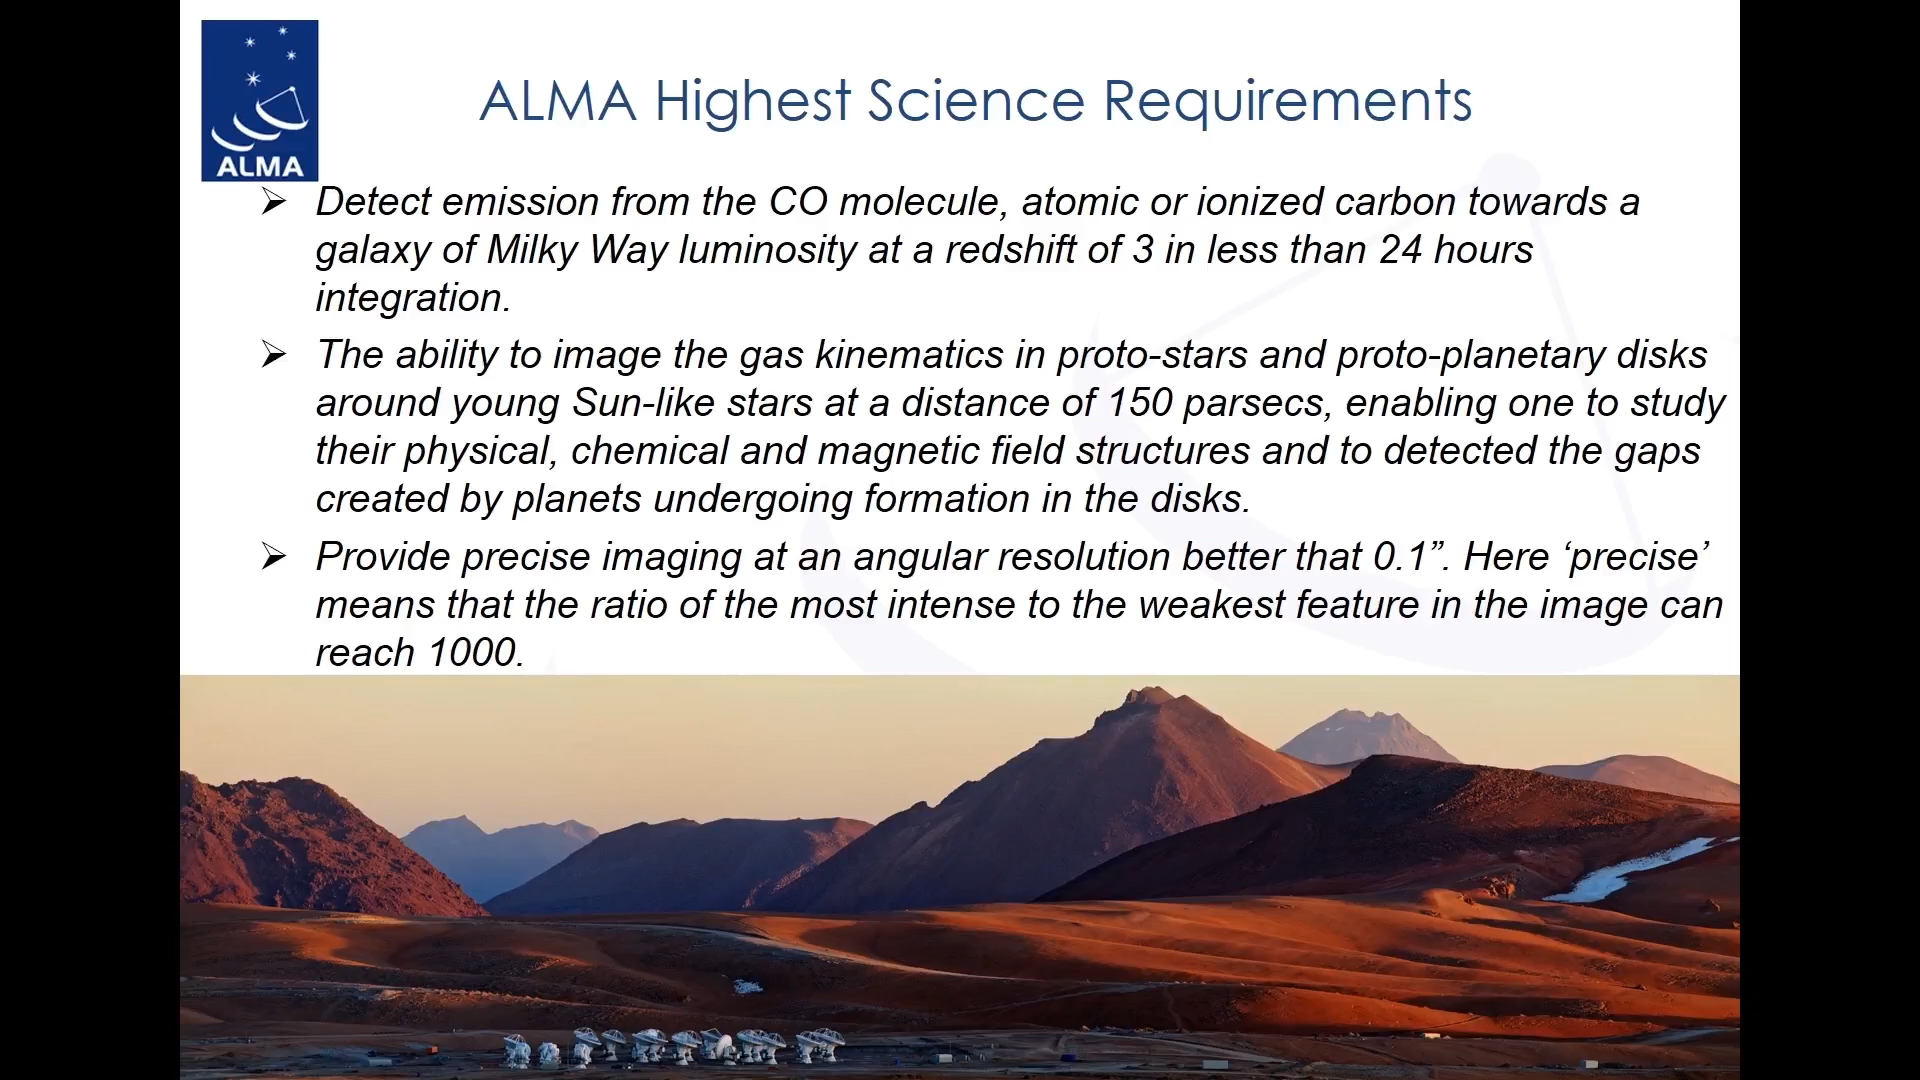 ALMA
ALMA Highest Science Requirements
➢ Detect emission from the CO molecule, atomic or ionized carbon towards a
galaxy of Milky Way luminosity at a redshift of 3 in less than 24 hours
integration.
➢ The ability to image the gas kinematics in proto-stars and proto-planetary disks
around young Sun-like stars at a distance of 150 parsecs, enabling one to study
their physical, chemical and magnetic field structures and to detected the gaps
created by planets undergoing formation in the disks.
➢ Provide precise imaging at an angular resolution better that 0.1”. Here ‘precise’
means that the ratio of the most intense to the weakest feature in the image can
reach 1000.